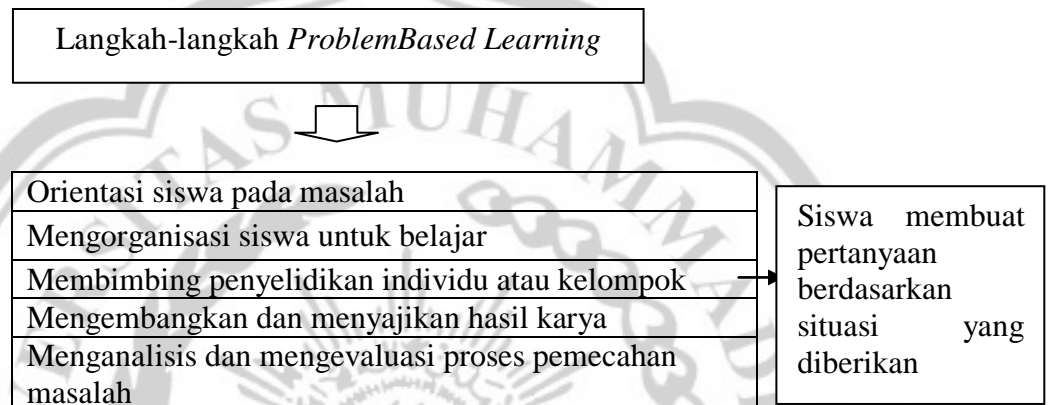 Langkah-langkah ProblemBased Learning
Orientasi siswa pada masalah
Mengorganisasi siswa untuk belajar
Membimbing penyelidikan individu atau kelompok
Mengembangkan dan menyajikan hasil karya
Menganalisis dan mengevaluasi proses pemecahan
masalah
Siswa membuat
pertanyaan
berdasarkan
situasi yang
diberikan